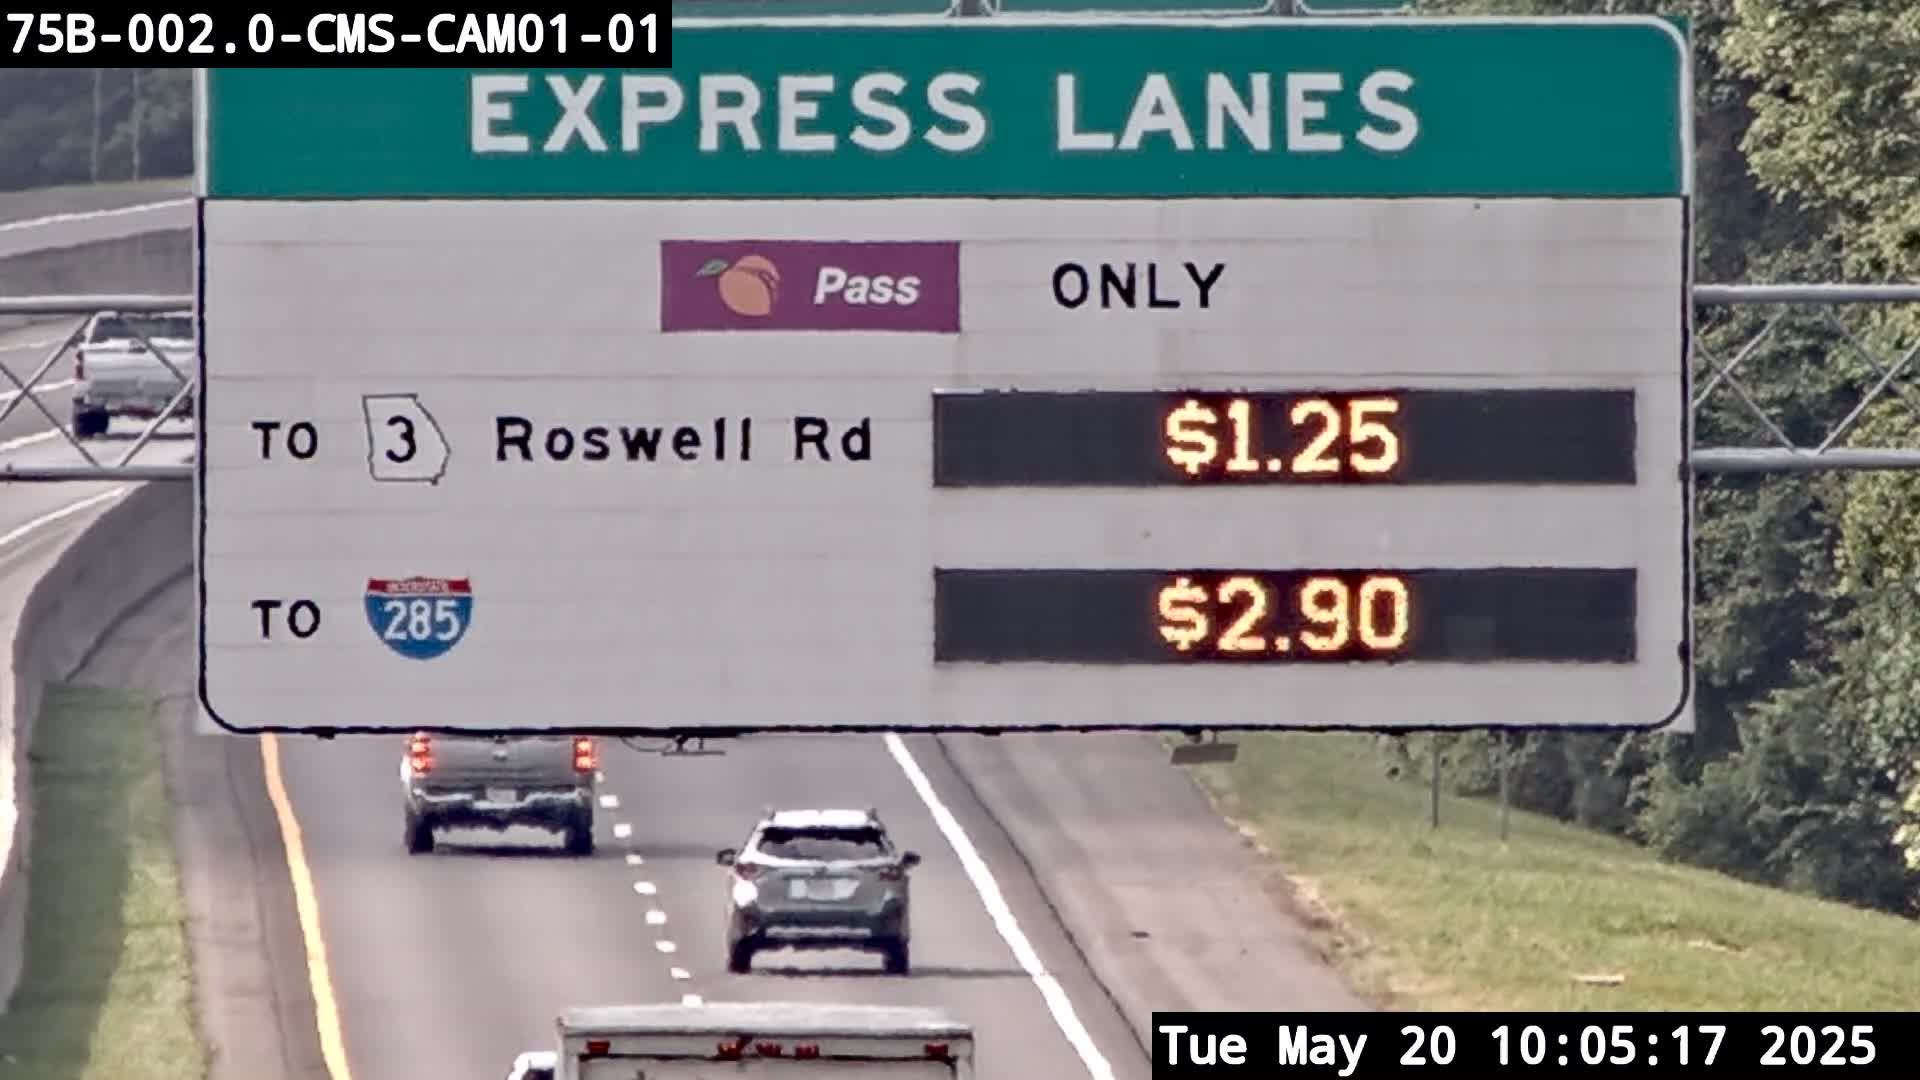 75B-002.0-CMS-CAM01-01
EXPRESS LANES
Pass ONLY
TO 3 Roswell Rd $1.25
INTERSTATE
TO 285 $2.90
Tue May 20 10:05:17 2025